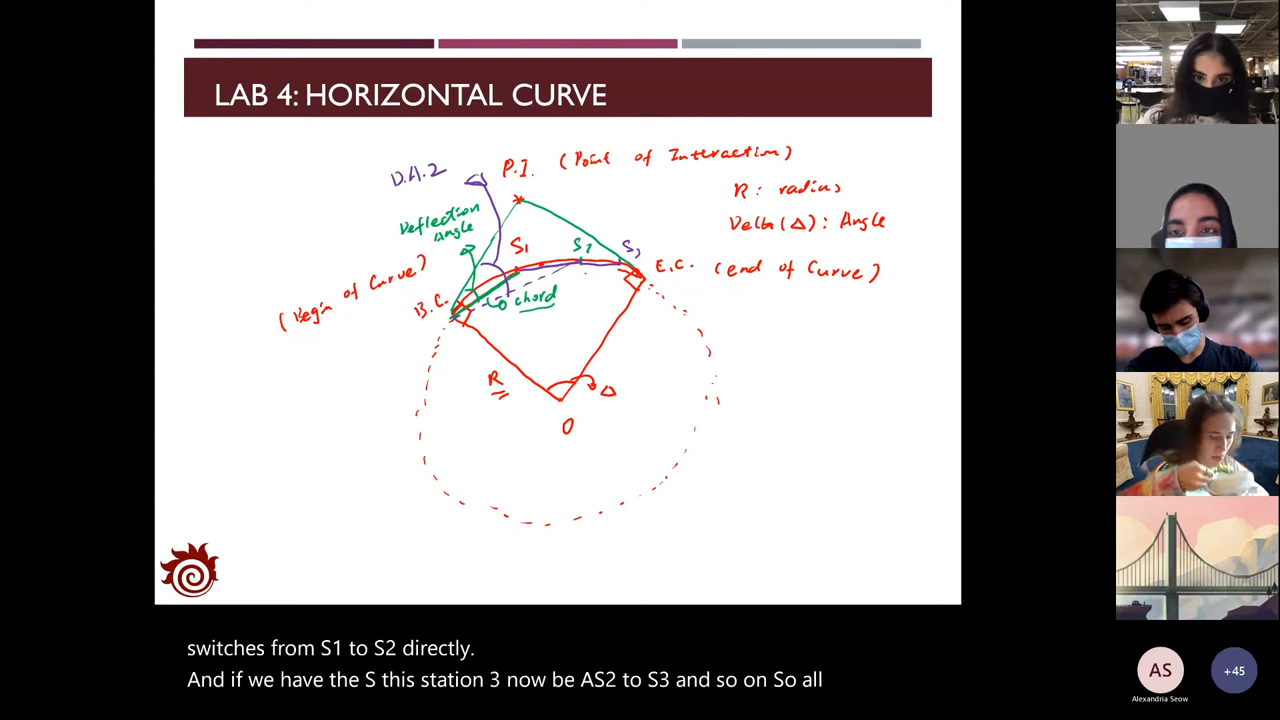 LAB 4: HORIZONTAL CURVE
P.I. (Point of Interaction)
D.A.2
R: radius
Deflection
Angle
Delta (Δ): Angle
S1
S2
S3
E.C. (end of Curve)
(Begin of Curve)
B.C.
chord
R
Δ
O
switches from S1 to S2 directly.
And if we have the S this station 3 now be AS2 to S3 and so on So all
AS
+45
Alexandria Seow